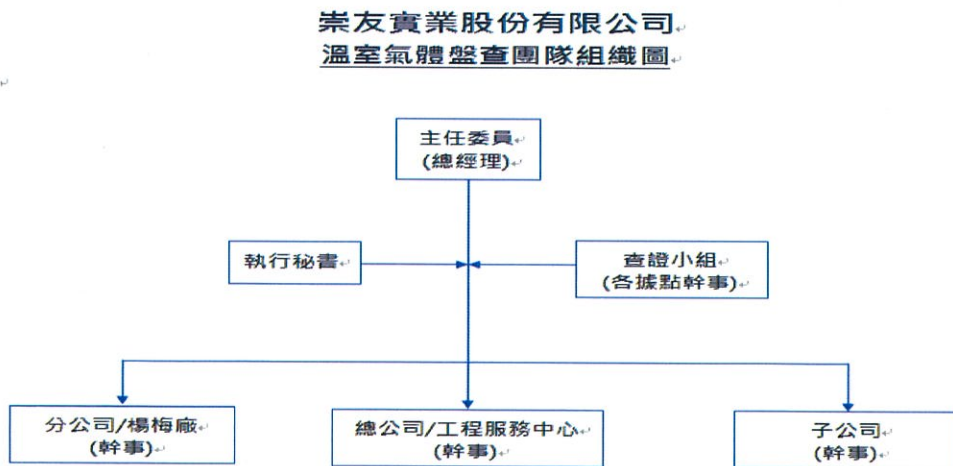 崇友實業股份有限公司
溫室氣體盤查團隊組織圖
主任委員
(總經理)
執行秘書
查證小組
(各據點幹事)
分公司/楊梅廠
(幹事)
總公司/工程服務中心
(幹事)
子公司
(幹事)